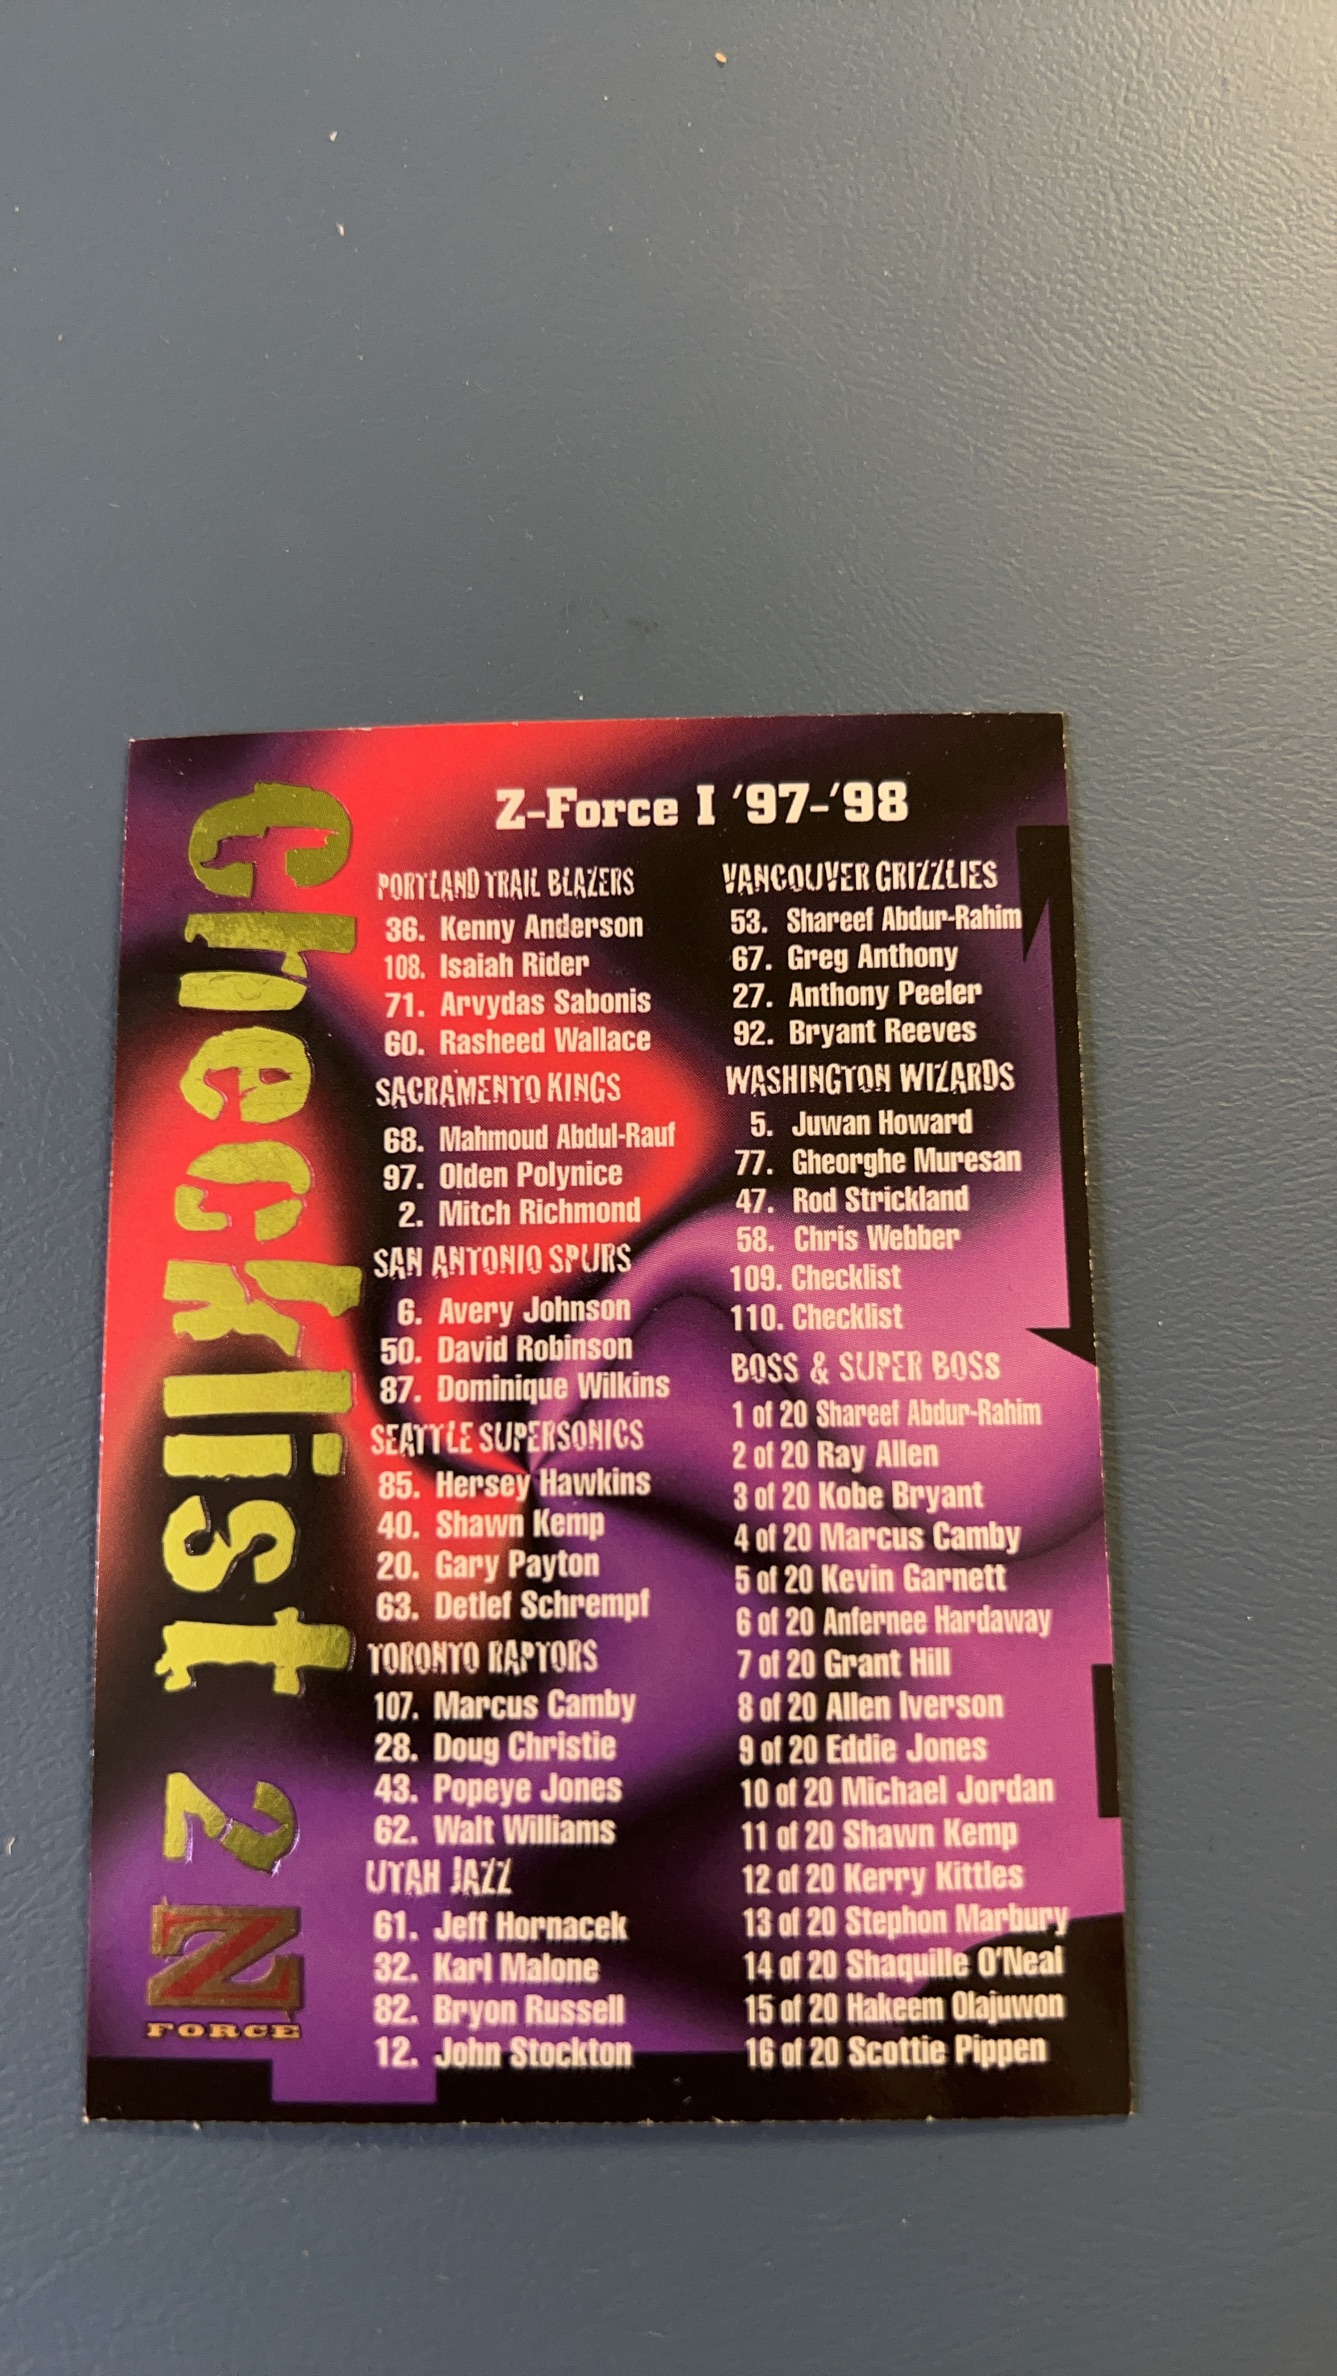 Checklist 2
Z
FORCE
Z-Force I '97-'98
PORTLAND TRAIL BLAZERS
36. Kenny Anderson
108. Isaiah Rider
71. Arvydas Sabonis
60. Rasheed Wallace
SACRAMENTO KINGS
68. Mahmoud Abdul-Rauf
97. Olden Polynice
2. Mitch Richmond
SAN ANTONIO SPURS
6. Avery Johnson
50. David Robinson
87. Dominique Wilkins
SEATTLE SUPERSONICS
85. Hersey Hawkins
40. Shawn Kemp
20. Gary Payton
63. Detlef Schrempf
TORONTO RAPTORS
107. Marcus Camby
28. Doug Christie
43. Popeye Jones
62. Walt Williams
UTAH JAZZ
61. Jeff Hornacek
32. Karl Malone
82. Bryon Russell
12. John Stockton
VANCOUVER GRIZZLIES
53. Shareef Abdur-Rahim
67. Greg Anthony
27. Anthony Peeler
92. Bryant Reeves
WASHINGTON WIZARDS
5. Juwan Howard
77. Gheorghe Muresan
47. Rod Strickland
58. Chris Webber
109. Checklist
110. Checklist
BOSS & SUPER BOSS
1 of 20 Shareef Abdur-Rahim
2 of 20 Ray Allen
3 of 20 Kobe Bryant
4 of 20 Marcus Camby
5 of 20 Kevin Garnett
6 of 20 Anfernee Hardaway
7 of 20 Grant Hill
8 of 20 Allen Iverson
9 of 20 Eddie Jones
10 of 20 Michael Jordan
11 of 20 Shawn Kemp
12 of 20 Kerry Kittles
13 of 20 Stephon Marbury
14 of 20 Shaquille O'Neal
15 of 20 Hakeem Olajuwon
16 of 20 Scottie Pippen